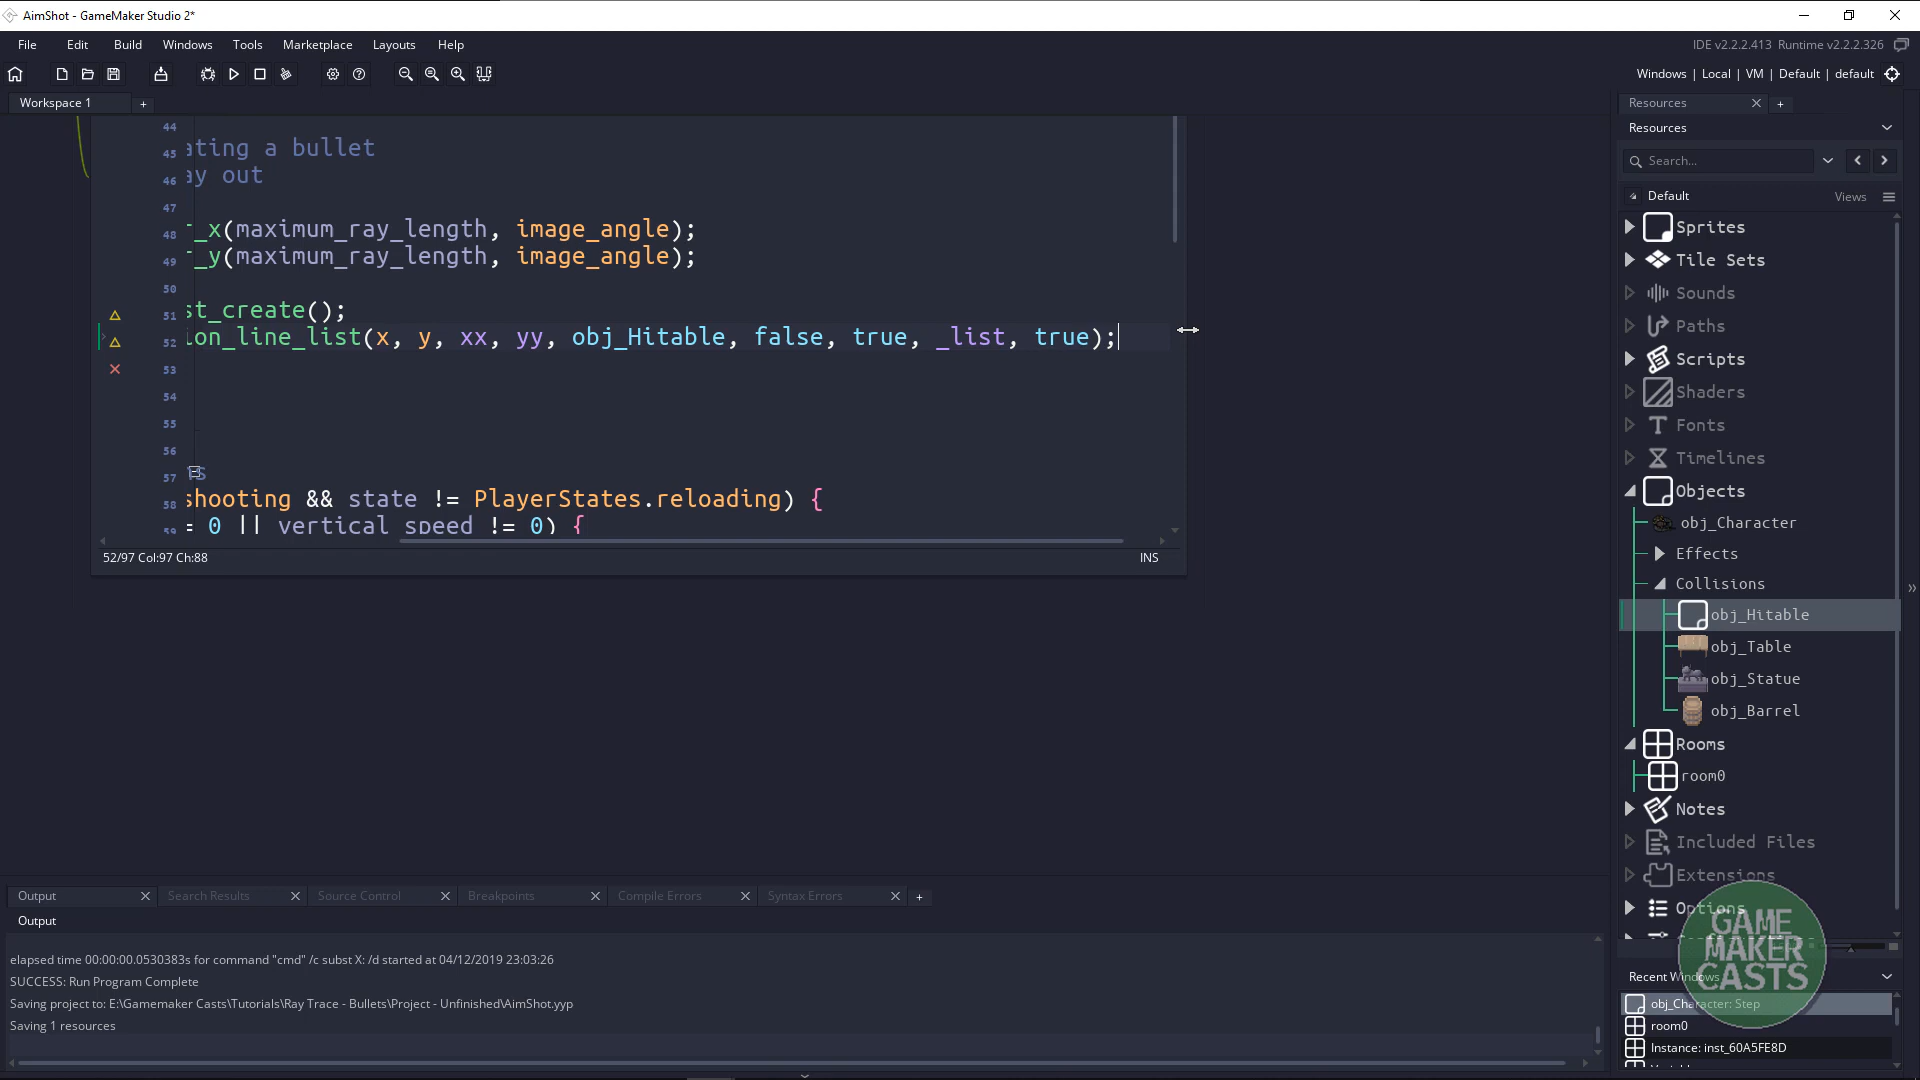 AimShot - GameMaker Studio 2*
File Edit Build Windows Tools Marketplace Layouts Help
IDE v2.2.2.413 Runtime v2.2.2.326
Windows | Local | VM | Default | default
Workspace 1
44
45 ating a bullet
46 ay out
47
48 r_x(maximum_ray_length, image_angle);
49 r_y(maximum_ray_length, image_angle);
50
51 st_create();
52 ion_line_list(x, y, xx, yy, obj_Hitable, false, true, _list, true);
53
54
55
56
57 ns
58 shooting && state != PlayerStates.reloading) {
59 = 0 || vertical_speed != 0) {
52/97 Col:97 Ch:88
INS
Resources
Resources
Search...
Default Views
Sprites
Tile Sets
Sounds
Paths
Scripts
Shaders
Fonts
Timelines
Objects
obj_Character
Effects
Collisions
obj_Hitable
obj_Table
obj_Statue
obj_Barrel
Rooms
room0
Notes
Included Files
Extensions
Options
GAME
MAKER
CASTS
Recent Windows
obj_Character: Step
room0
Instance: inst_60A5FE8D
Output Search Results Source Control Breakpoints Compile Errors Syntax Errors
Output
elapsed time 00:00:00.0530383s for command "cmd" /c subst X: /d started at 04/12/2019 23:03:26
SUCCESS: Run Program Complete
Saving project to: E:\Gamemaker Casts\Tutorials\Ray Trace - Bullets\Project - Unfinished\AimShot.yyp
Saving 1 resources